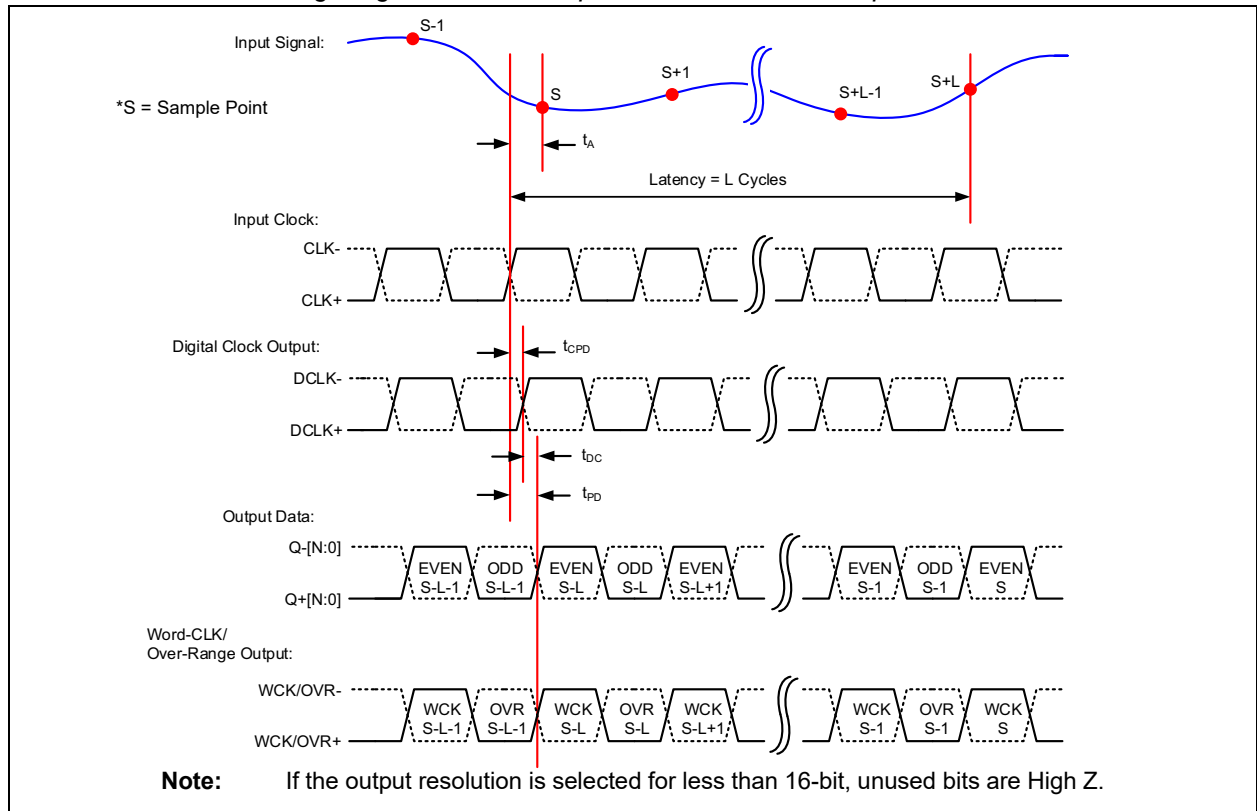 S-1
Input Signal:
S+1
S+L
S
S+L-1
*S = Sample Point
tA
Latency = L Cycles
Input Clock:
CLK-
CLK+
Digital Clock Output:
tCPD
DCLK-
DCLK+
tDC
tPD
Output Data:
Q-[N:0]
EVEN ODD EVEN ODD EVEN EVEN ODD EVEN
S-L-1 S-L-1 S-L S-L S-L+1 S-1 S-1 S
Q+[N:0]
Word-CLK/
Over-Range Output:
WCK/OVR-
WCK OVR WCK OVR WCK WCK OVR WCK
S-L-1 S-L-1 S-L S-L S-L+1 S-1 S-1 S
WCK/OVR+
Note: If the output resolution is selected for less than 16-bit, unused bits are High Z.